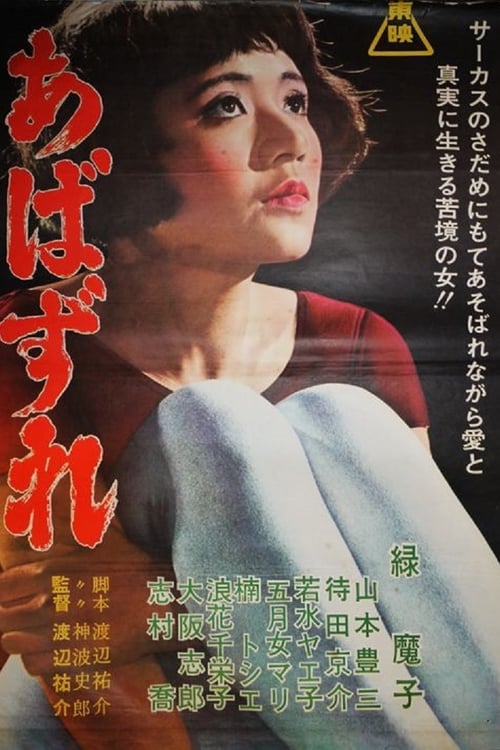 東映
サーカスのさだめにもてあそばれながら愛と
真実に生きる苦境の女!!
あばずれ
緑魔子
山本豊三
待田京介
若水ヤエ子
五月女マリ
楠トシエ
浪花千栄子
大阪志郎
志村喬
脚本 渡辺祐介
〃 神波史郎
監督 渡辺祐介